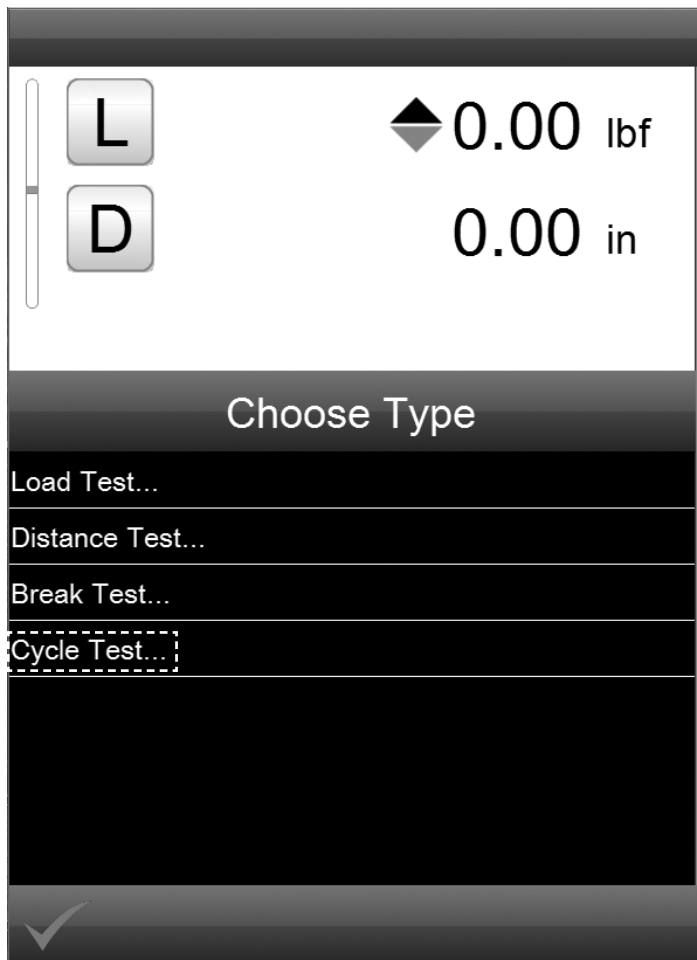 L 0.00 lbf
D 0.00 in
Choose Type
Load Test...
Distance Test...
Break Test...
Cycle Test...